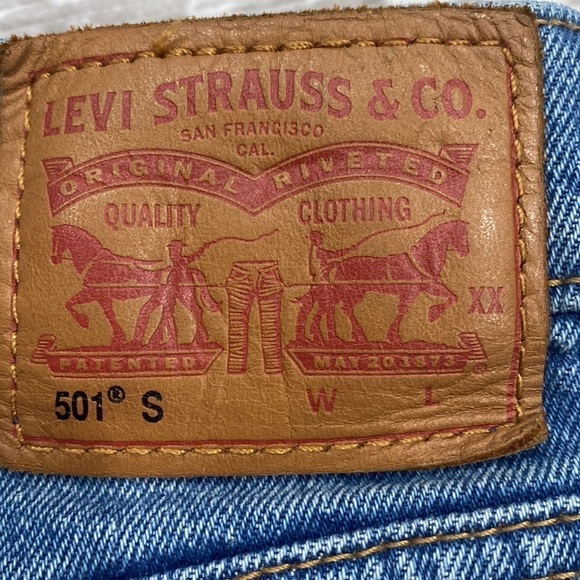 LEVI STRAUSS & CO.
SAN FRANCISCO
CAL.
ORIGINAL RIVETED
QUALITY CLOTHING
XX
PATENTED MAY 20 1873
501® S W L